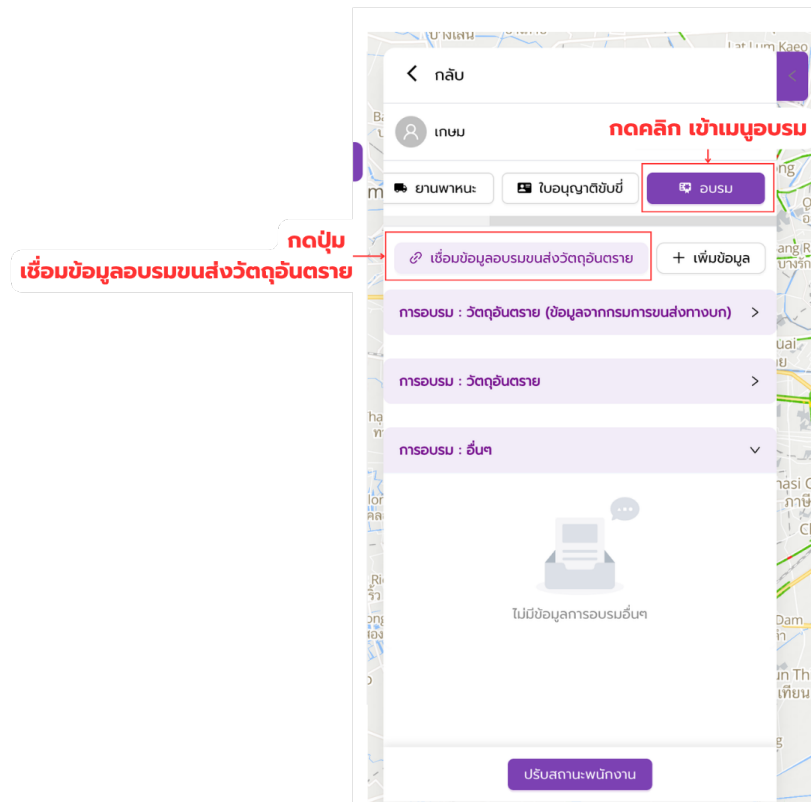 กลับ
เกษม
กดคลิก เข้าเมนูอบรม
ยานพาหนะ
ใบอนุญาติขับขี่
อบรม
กดปุ่ม
เชื่อมข้อมูลอบรมขนส่งวัตถุอันตราย
เชื่อมข้อมูลอบรมขนส่งวัตถุอันตราย
+ เพิ่มข้อมูล
การอบรม : วัตถุอันตราย (ข้อมูลจากกรมการขนส่งทางบก)
การอบรม : วัตถุอันตราย
การอบรม : อื่นๆ
ไม่มีข้อมูลการอบรมอื่นๆ
ปรับสถานะพนักงาน